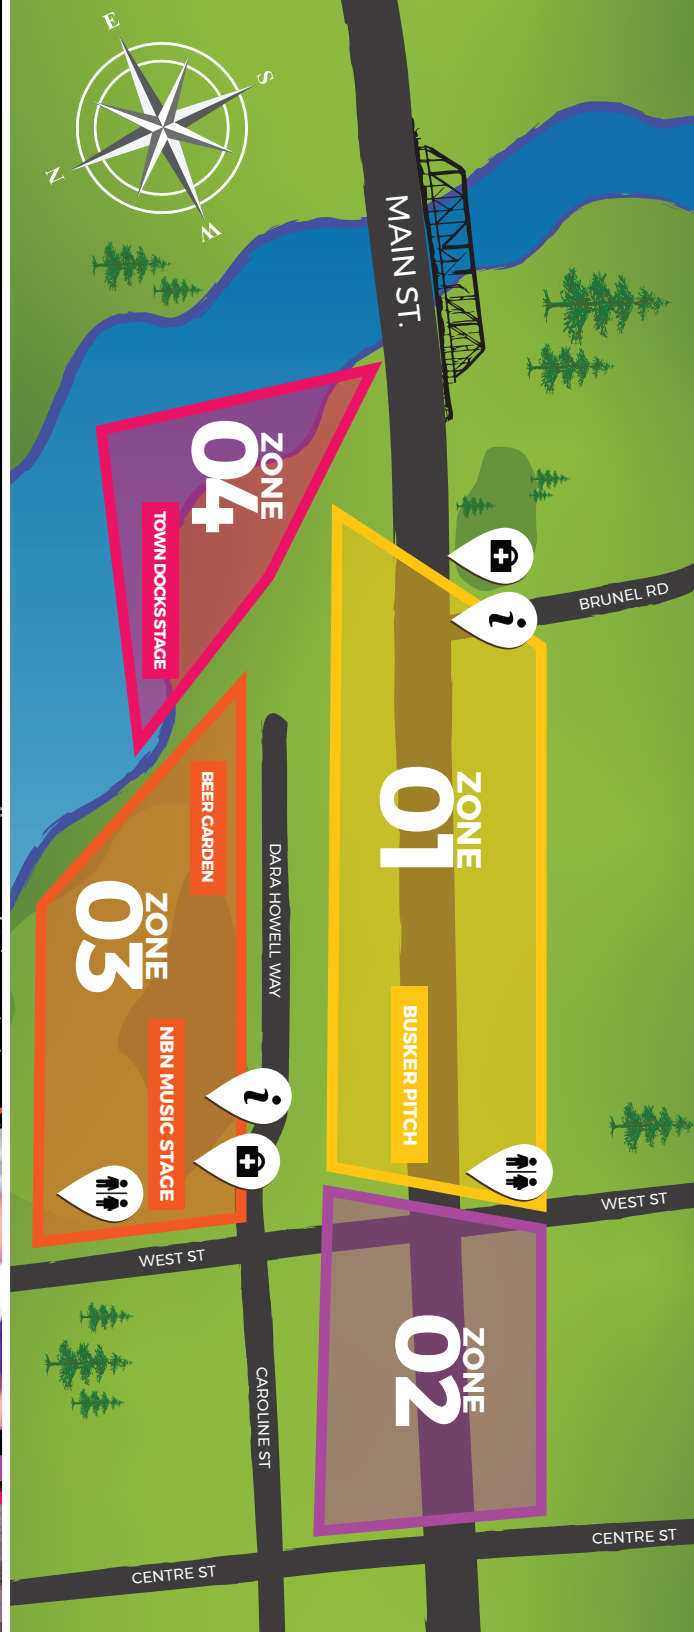 E
S
N
W
MAIN ST.
BRUNEL RD
ZONE
04
TOWN DOCKS STAGE
ZONE
01
BUSKER PITCH
BEER GARDEN
ZONE
03
NBN MUSIC STAGE
DARA HOWELL WAY
WEST ST
WEST ST
ZONE
02
CAROLINE ST
CENTRE ST
CENTRE ST